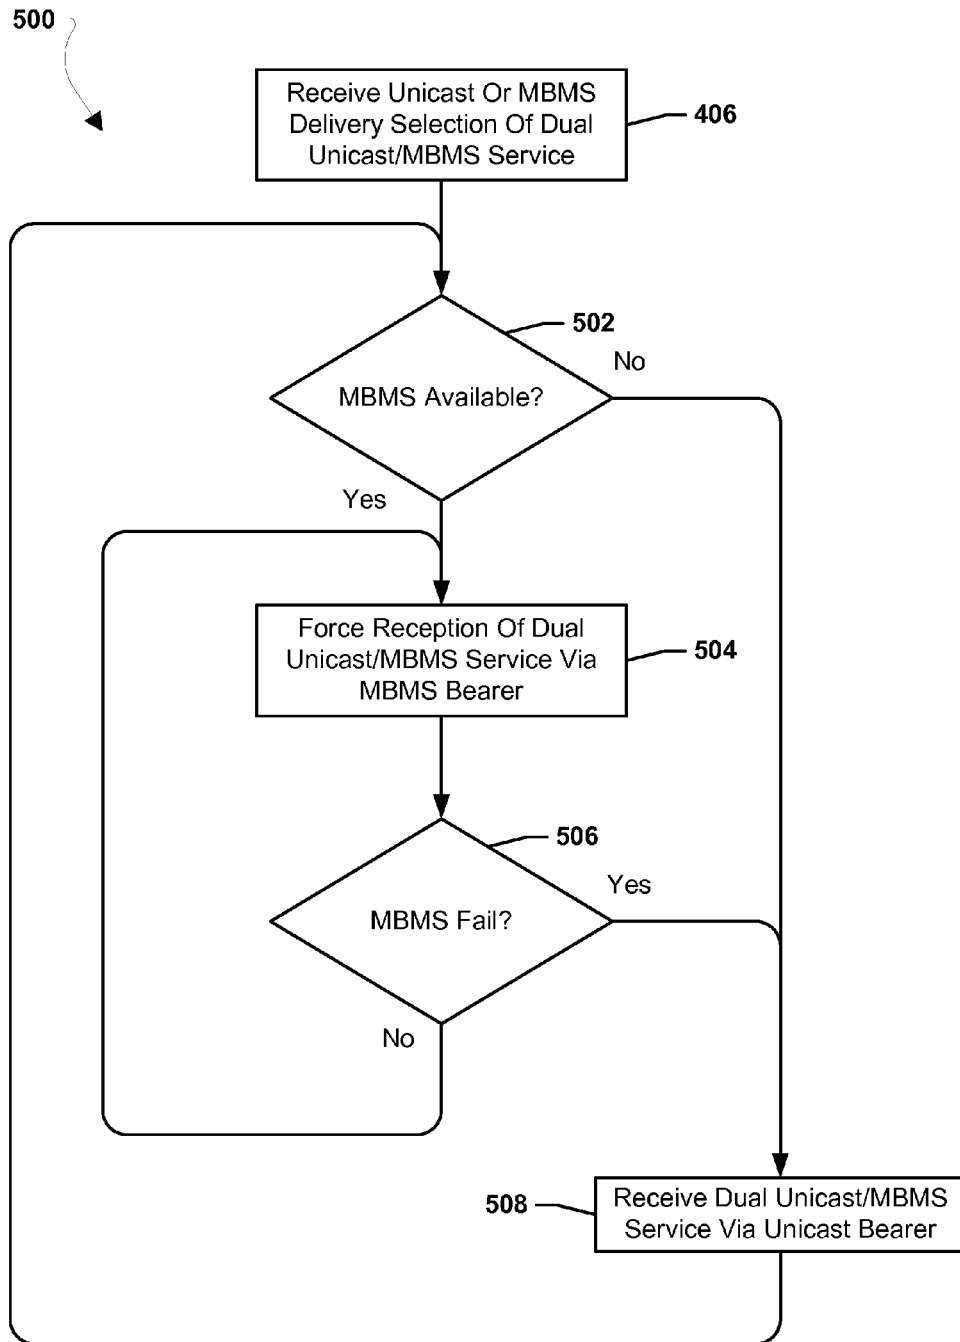 500
Receive Unicast Or MBMS
Delivery Selection Of Dual
Unicast/MBMS Service
406
502
No
MBMS Available?
Yes
Force Reception Of Dual
Unicast/MBMS Service Via
MBMS Bearer
504
506
Yes
MBMS Fail?
No
508
Receive Dual Unicast/MBMS
Service Via Unicast Bearer